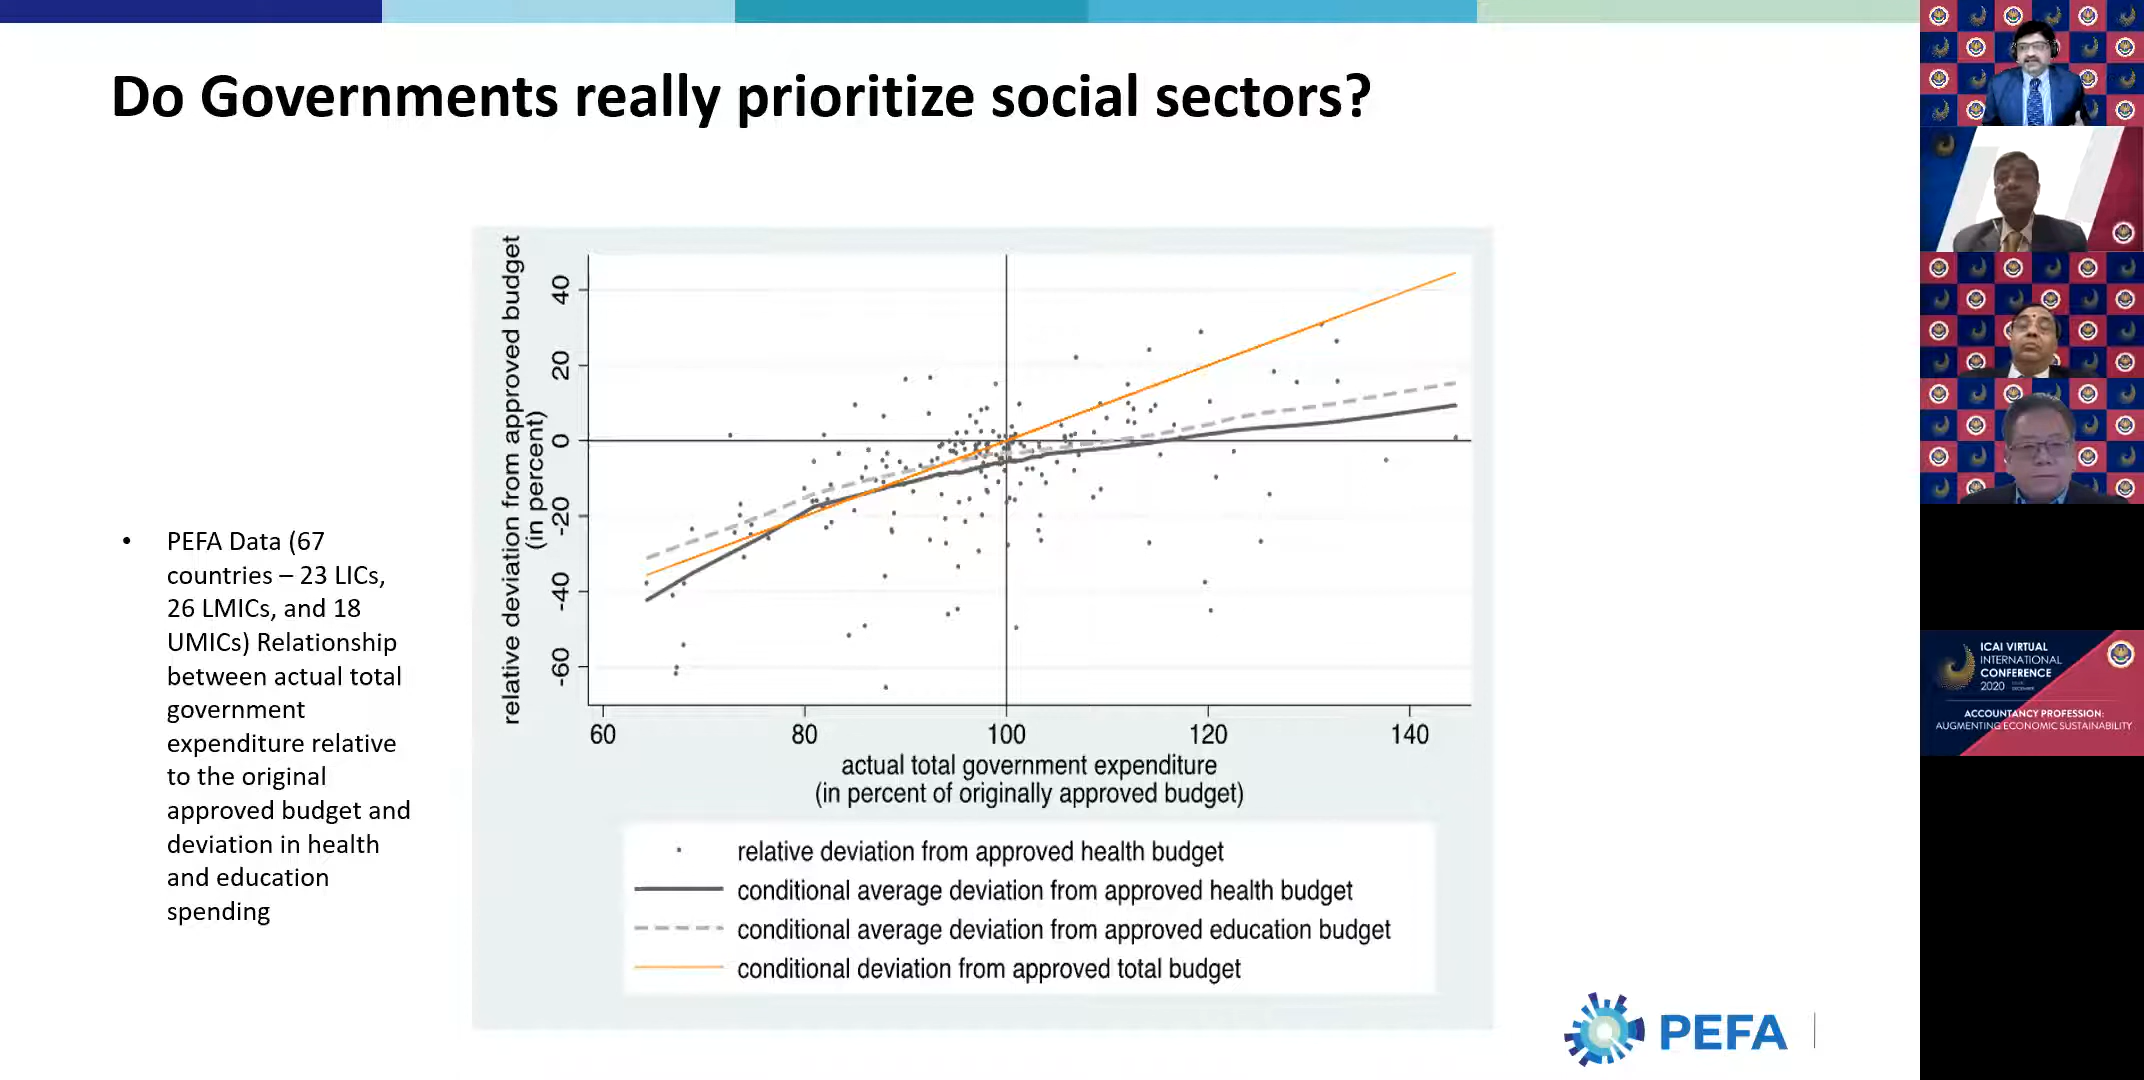 Do Governments really prioritize social sectors?
• PEFA Data (67
countries – 23 LICs,
26 LMICs, and 18
UMICs) Relationship
between actual total
government
expenditure relative
to the original
approved budget and
deviation in health
and education
spending
relative deviation from approved budget
(in percent)
40
20
0
-20
-40
-60
60 80 100 120 140
actual total government expenditure
(in percent of originally approved budget)
relative deviation from approved health budget
conditional average deviation from approved health budget
conditional average deviation from approved education budget
conditional deviation from approved total budget
PEFA
ICAI VIRTUAL
INTERNATIONAL
CONFERENCE
2020
ACCOUNTANCY PROFESSION:
AUGMENTING ECONOMIC SUSTAINABILITY